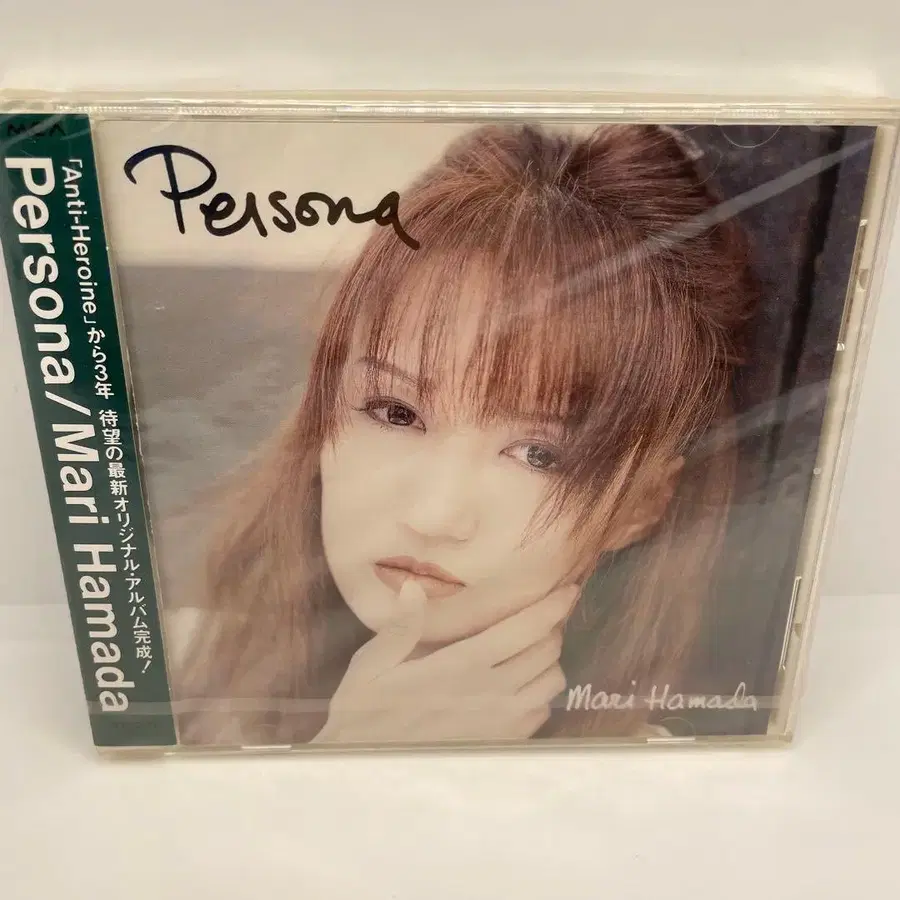 MCA
「Anti-Heroine」から3年 待望の最新オリジナル・アルバム完成!
Persona/Mari Hamada
Persona
Mari Hamada